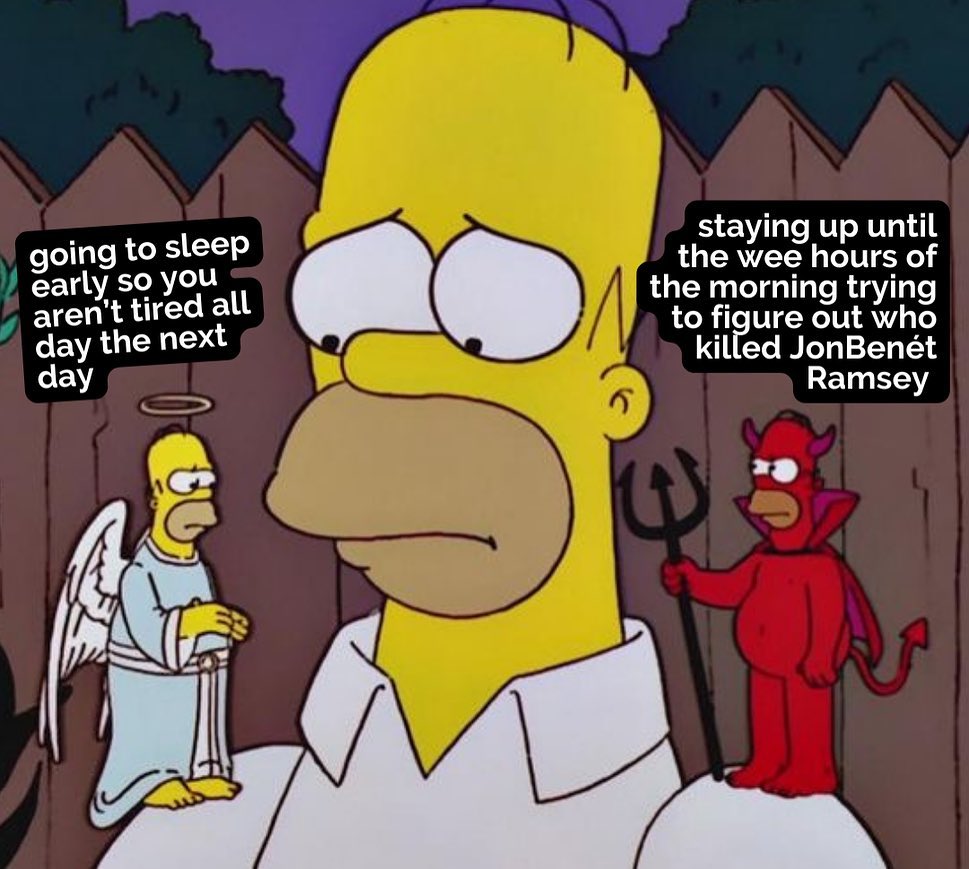 going to sleep
early so you
aren't tired all
day the next
day
staying up until
the wee hours of
the morning trying
to figure out who
killed JonBenét
Ramsey